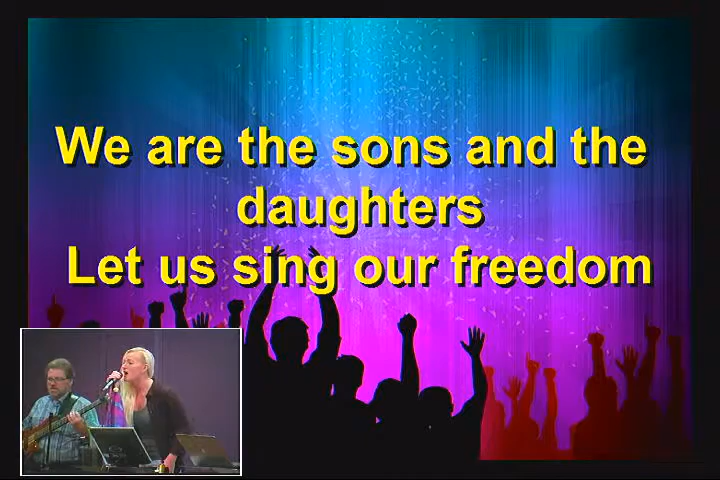 We are the sons and the
daughters
Let us sing our freedom